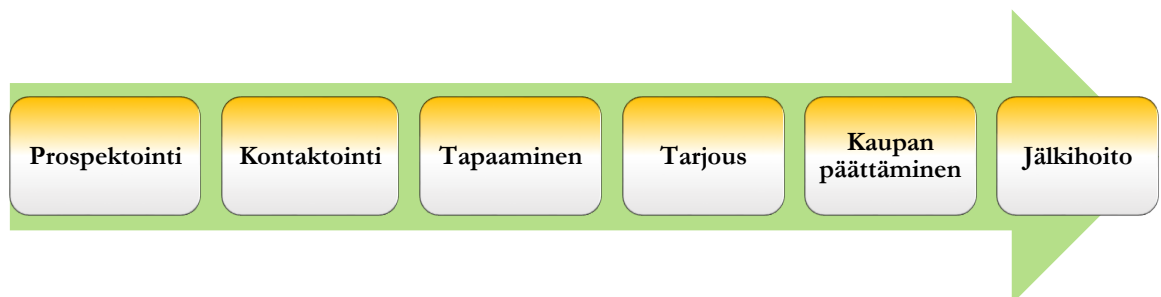 Prospektointi
Kontaktointi
Tapaaminen
Tarjous
Kaupan
päättäminen
Jälkihoito